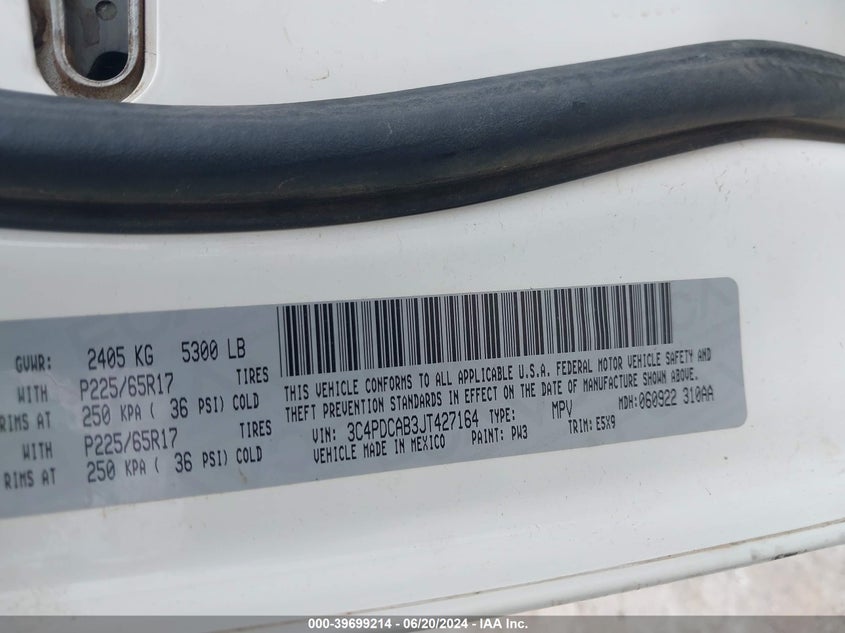 GVWR: 2405 KG 5300 LB
WITH P225/65R17 TIRES
RIMS AT 250 KPA ( 36 PSI) COLD
WITH P225/65R17 TIRES
RIMS AT 250 KPA ( 36 PSI) COLD
THIS VEHICLE CONFORMS TO ALL APPLICABLE U.S.A. FEDERAL MOTOR VEHICLE SAFETY AND
THEFT PREVENTION STANDARDS IN EFFECT ON THE DATE OF MANUFACTURE SHOWN ABOVE.
VIN: 3C4PDCAB3JT427164 TYPE: MPV MDH: 060922 310AA
VEHICLE MADE IN MEXICO PAINT: PW3 TRIM: E5X9
000-39699214 - 06/20/2024 - IAA Inc.